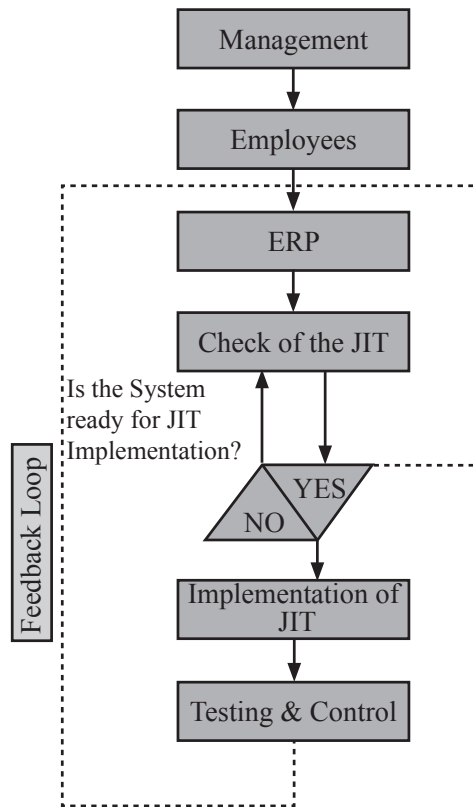 Management
Employees
ERP
Check of the JIT
Is the System
ready for JIT
Implementation?
YES
NO
Feedback Loop
Implementation of
JIT
Testing & Control